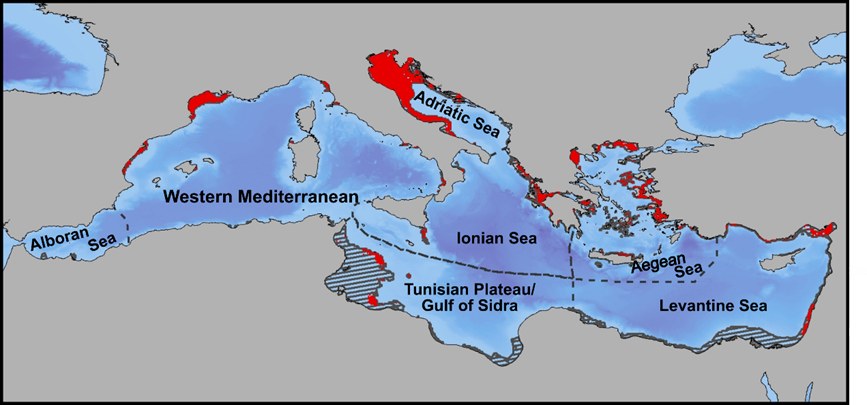 Adriatic Sea
Western Mediterranean
Alboran
Sea
Ionian Sea
Aegean
Sea
Tunisian Plateau/
Gulf of Sidra
Levantine Sea